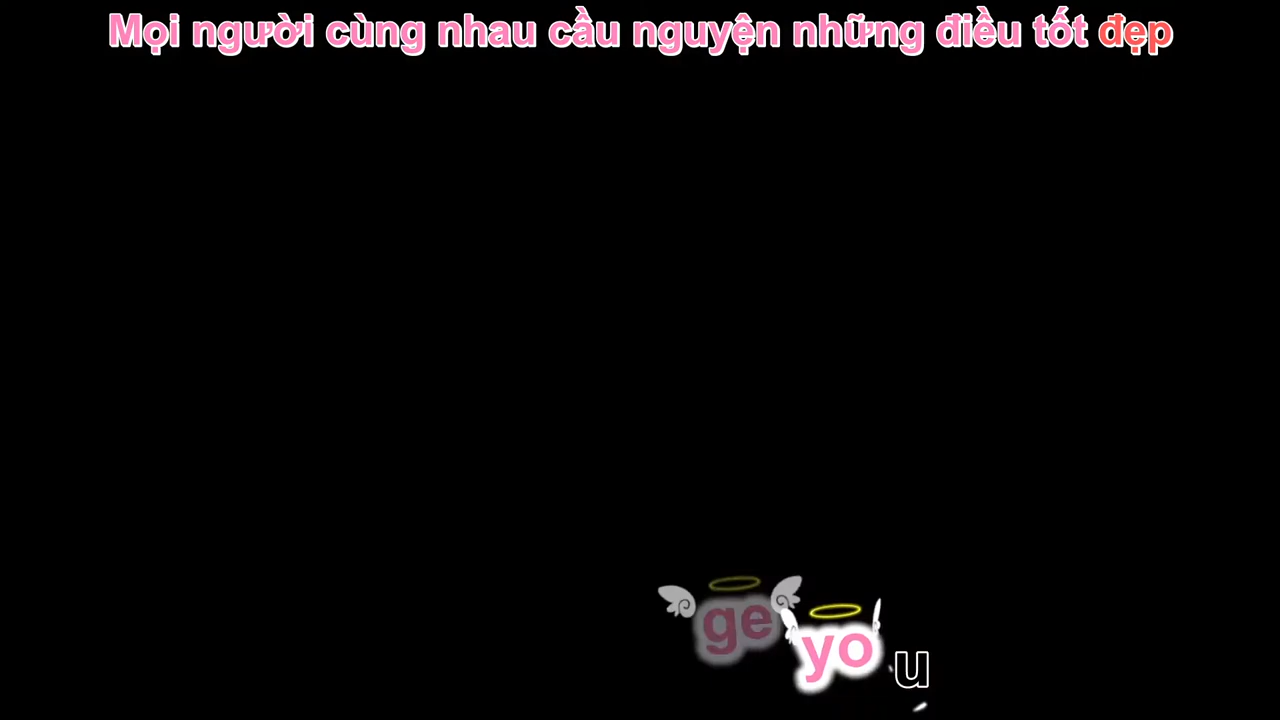 Mọi người cùng nhau cầu nguyện những điều tốt đẹp
ge yo u